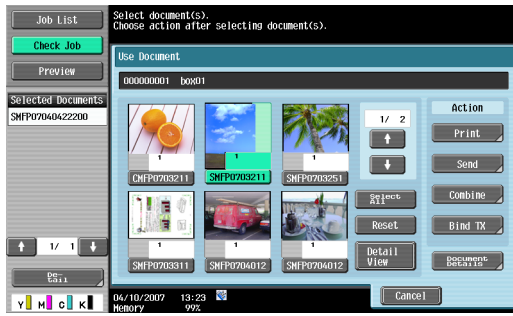 Job List
Select document(s).
Choose action after selecting document(s).
Check Job
Preview
Use Document
000000001 box01
Selected Documents
SMFP07040422200
1
1
1
1/ 2
Action
Print
CMFP0703211
SMFP0703211
SMFP0703251
Send
Select
All
Combine
1
1
1
Reset
Bind TX
SMFP0703311
SMFP0704012
SMFP0704012
Detail
View
Document
Details
1/ 1
De-
tail
Y M C K
04/10/2007 13:23
Memory 99%
Cancel